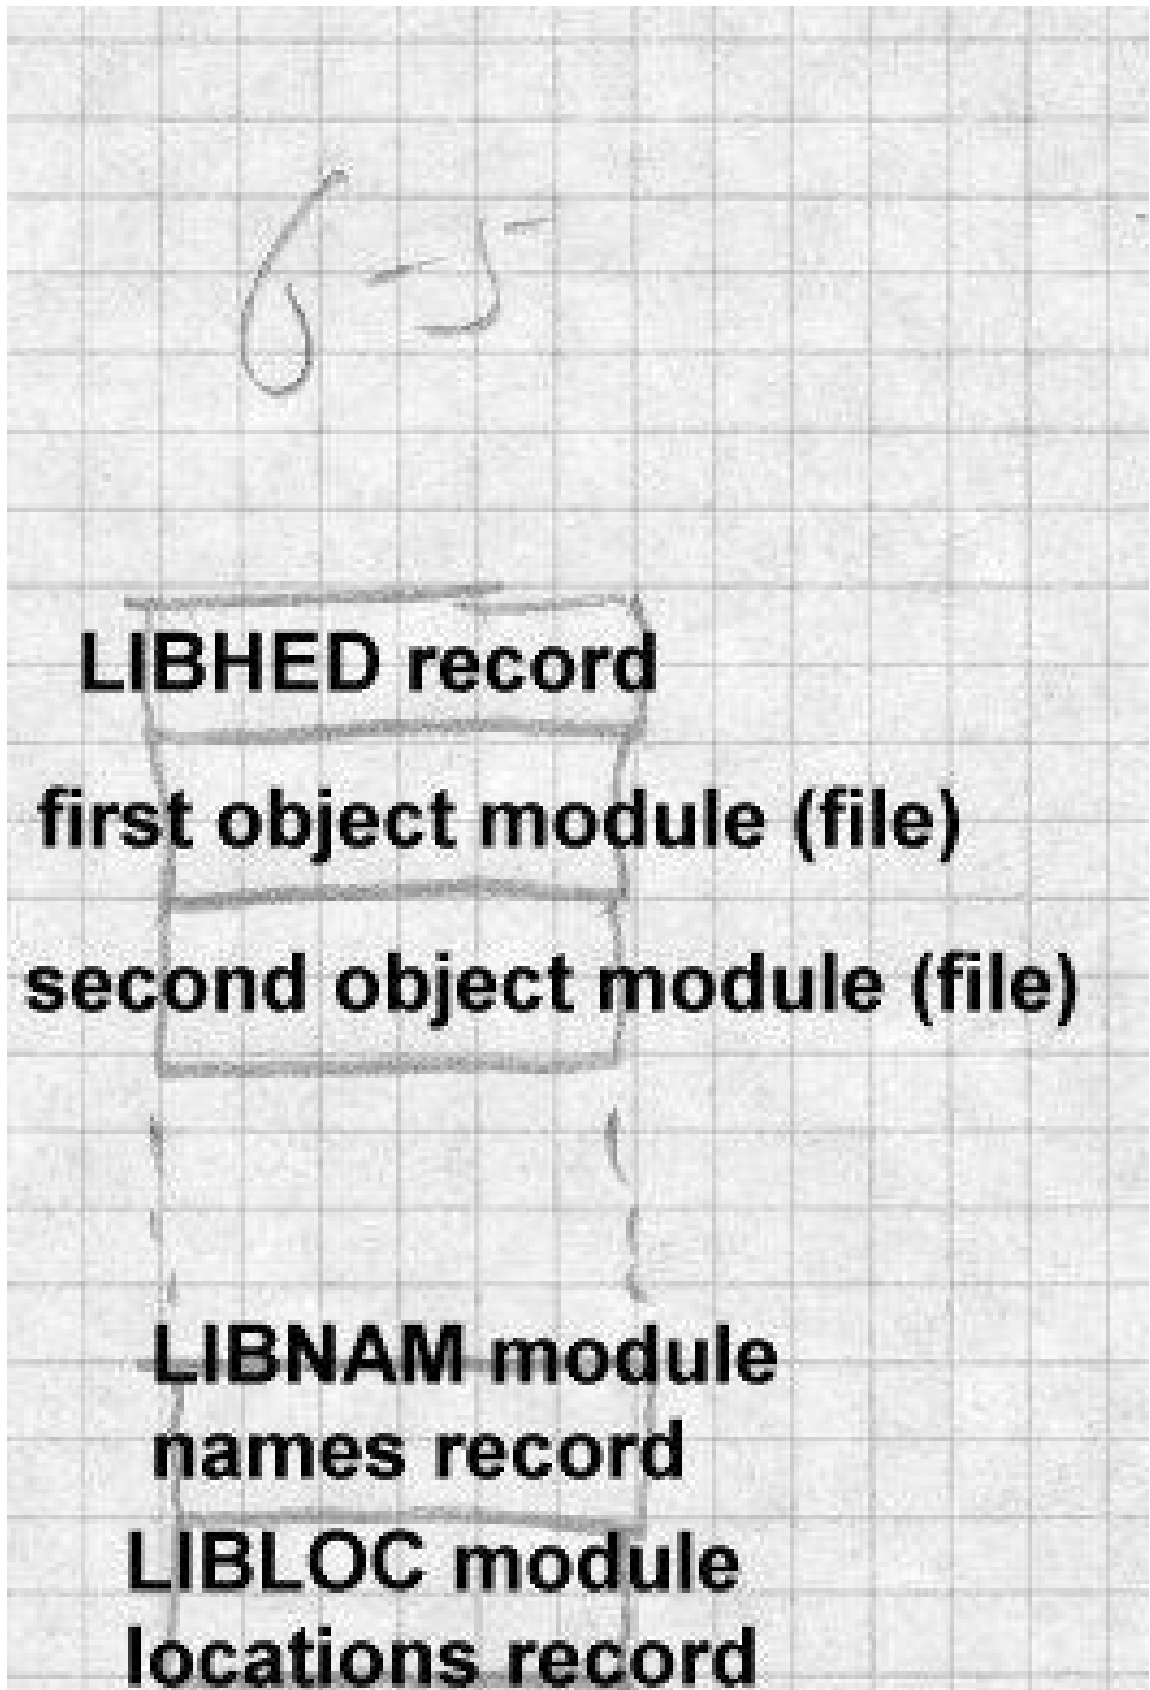 6-5
LIBHED record
first object module (file)
second object module (file)
LIBNAM module
names record
LIBLOC module
locations record